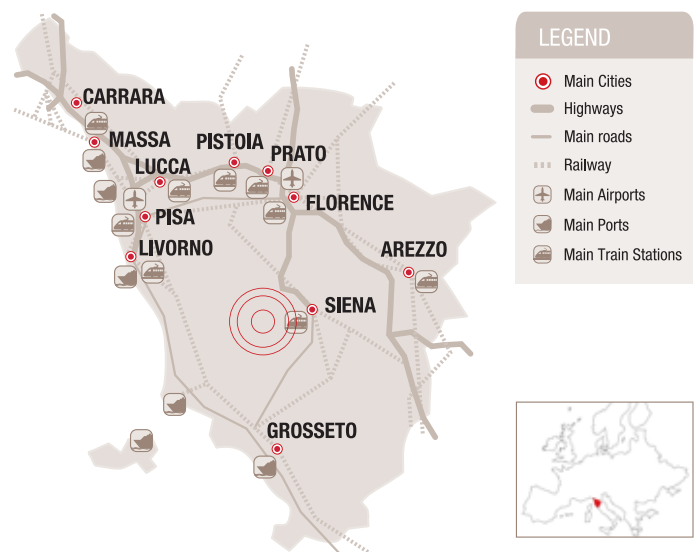 CARRARA
MASSA
PISTOIA
PRATO
LUCCA
FLORENCE
PISA
LIVORNO
AREZZO
SIENA
GROSSETO
LEGEND
Main Cities
Highways
Main roads
Railway
Main Airports
Main Ports
Main Train Stations